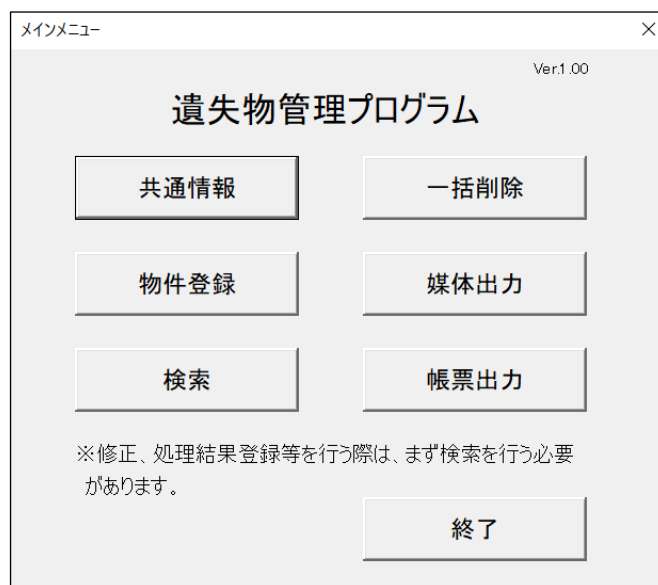 メインメニュー
Ver.1.00
遺失物管理プログラム
共通情報
一括削除
物件登録
媒体出力
検索
帳票出力
※修正、処理結果登録等を行う際は、まず検索を行う必要
があります。
終了